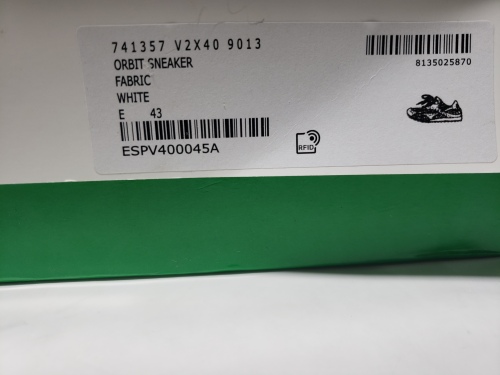 741357 V2X40 9013
8135025870
ORBIT SNEAKER
FABRIC
WHITE
E 43
ESPV400045A
RFID